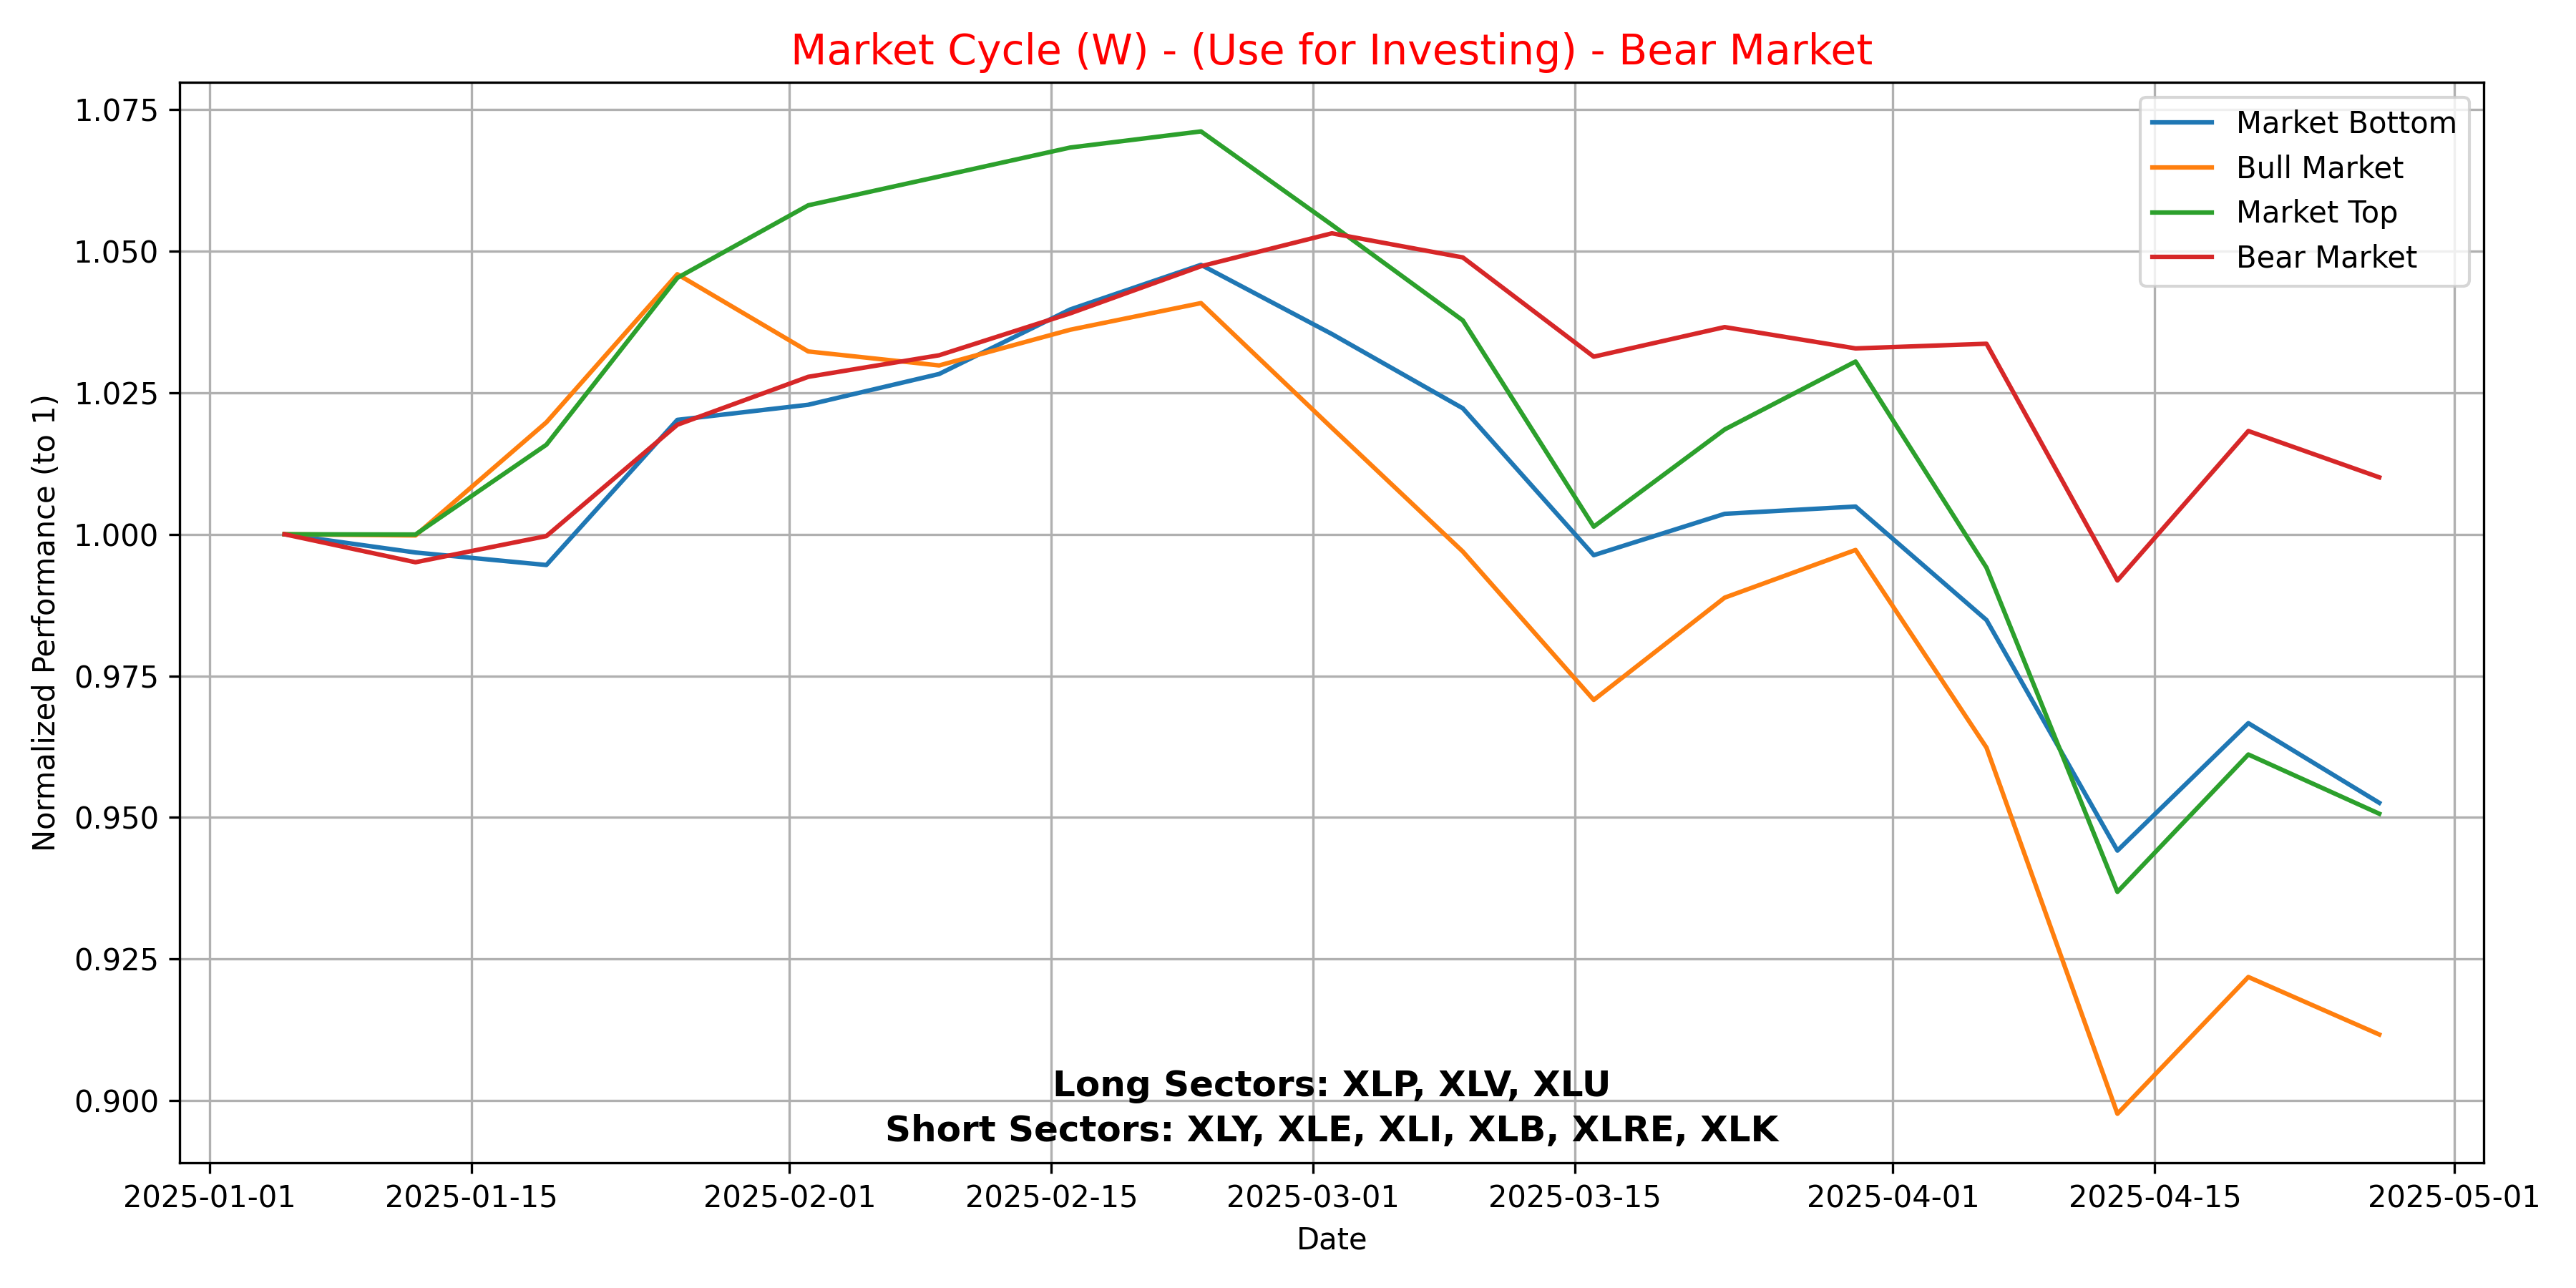 Market Cycle (W) - (Use for Investing) - Bear Market
Normalized Performance (to 1)
1.075
1.050
1.025
1.000
0.975
0.950
0.925
0.900
Market Bottom
Bull Market
Market Top
Bear Market
Long Sectors: XLP, XLV, XLU
Short Sectors: XLY, XLE, XLI, XLB, XLRE, XLK
2025-01-01 2025-01-15 2025-02-01 2025-02-15 2025-03-01 2025-03-15 2025-04-01 2025-04-15 2025-05-01
Date